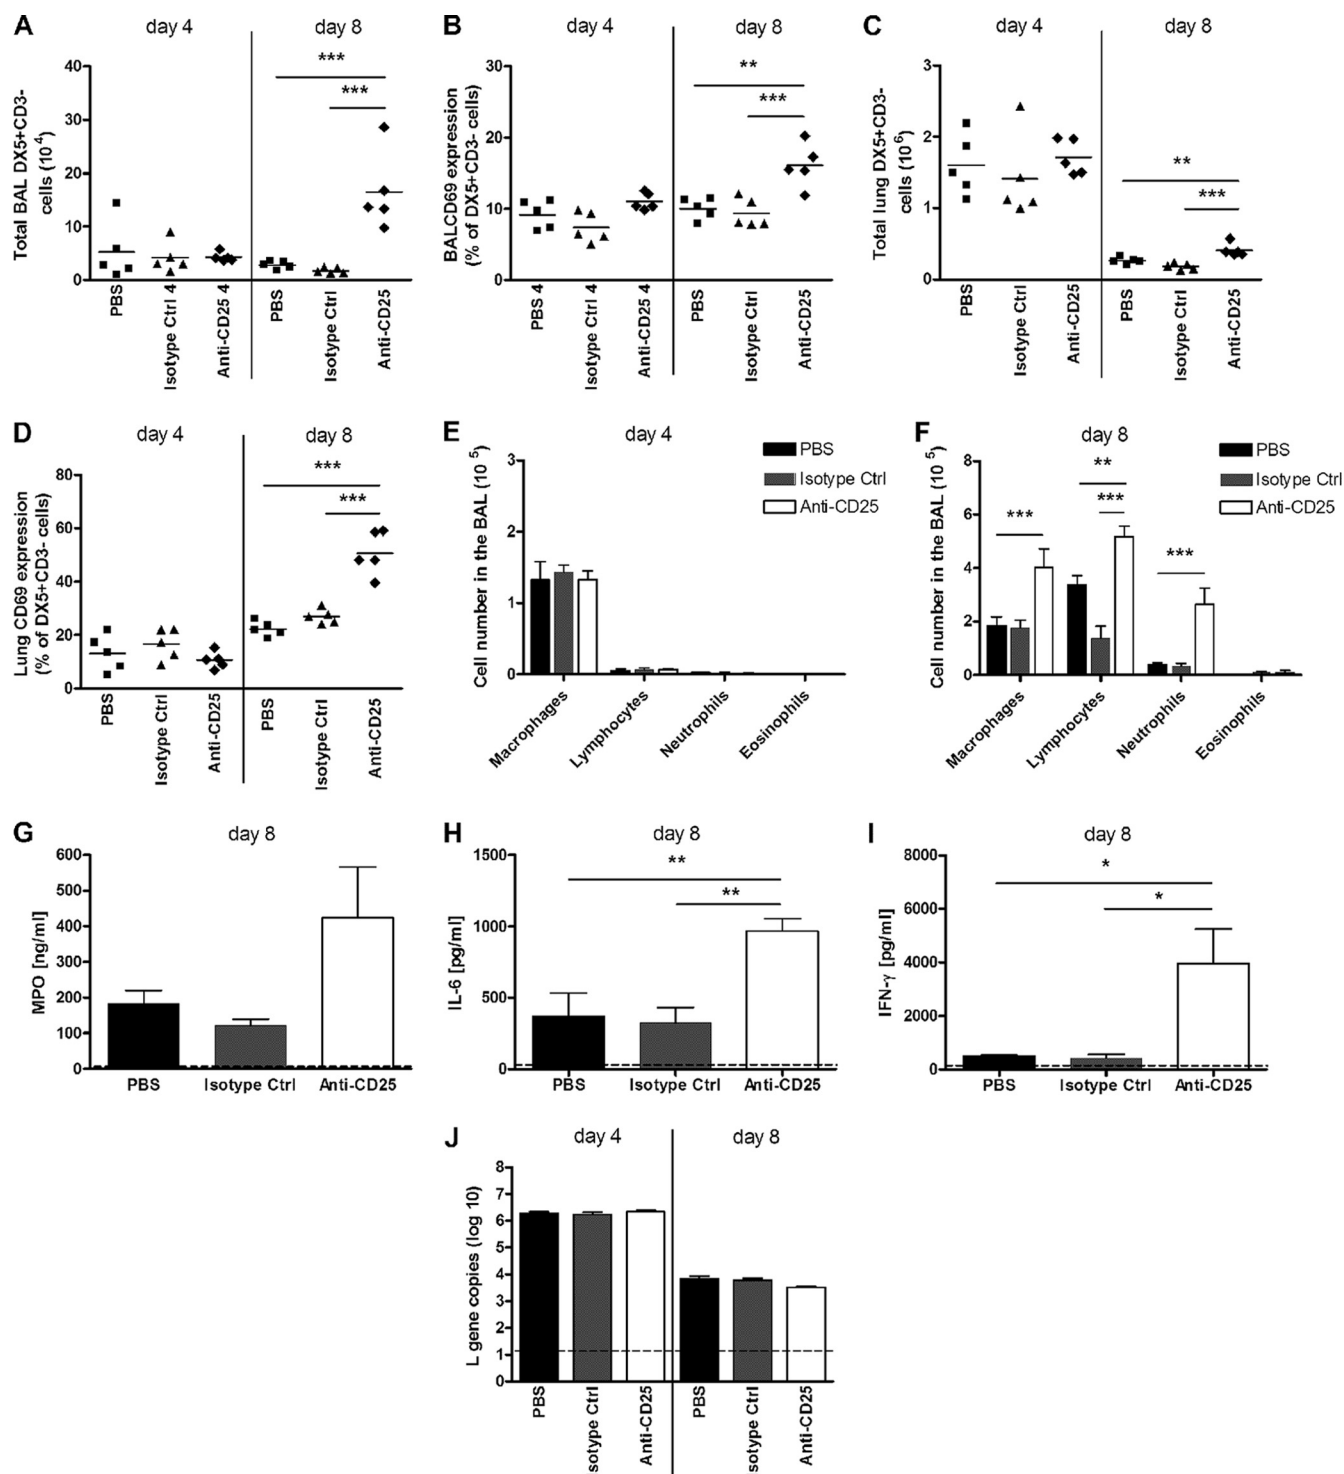 A
day 4
day 8
Total BAL DX5+CD3-
cells (10^4)
40
30
20
10
0
***
***
PBS
Isotype Ctrl 4
Anti-CD25 4
PBS
Isotype Ctrl
Anti-CD25
B
day 4
day 8
BALCD69 expression
(% of DX5+CD3- cells)
30
20
10
0
**
***
PBS 4
Isotype Ctrl 4
Anti-CD25 4
PBS
Isotype Ctrl
Anti-CD25
C
day 4
day 8
Total lung DX5+CD3-
cells (10^6)
3
2
1
0
**
***
PBS
Isotype Ctrl
Anti-CD25
PBS
Isotype Ctrl
Anti-CD25
D
day 4
day 8
Lung CD69 expression
(% of DX5+CD3- cells)
80
60
40
20
0
***
***
PBS
Isotype Ctrl
Anti-CD25
PBS
Isotype Ctrl
Anti-CD25
E
day 4
Cell number in the BAL (10^5)
3
2
1
0
PBS
Isotype Ctrl
Anti-CD25
Macrophages
Lymphocytes
Neutrophils
Eosinophils
F
day 8
Cell number in the BAL (10^5)
8
6
4
2
0
PBS
Isotype Ctrl
Anti-CD25
***
**
***
***
Macrophages
Lymphocytes
Neutrophils
Eosinophils
G
day 8
MPO [ng/ml]
600
500
400
300
200
100
0
PBS
Isotype Ctrl
Anti-CD25
H
day 8
IL-6 [pg/ml]
1500
1000
500
0
**
**
PBS
Isotype Ctrl
Anti-CD25
I
day 8
IFN-γ [pg/ml]
8000
6000
4000
2000
0
*
*
PBS
Isotype Ctrl
Anti-CD25
J
day 4
day 8
L gene copies (log 10)
8
7
6
5
4
3
2
1
0
PBS
sotype Ctrl
Anti-CD25
PBS
sotype Ctrl
Anti-CD25